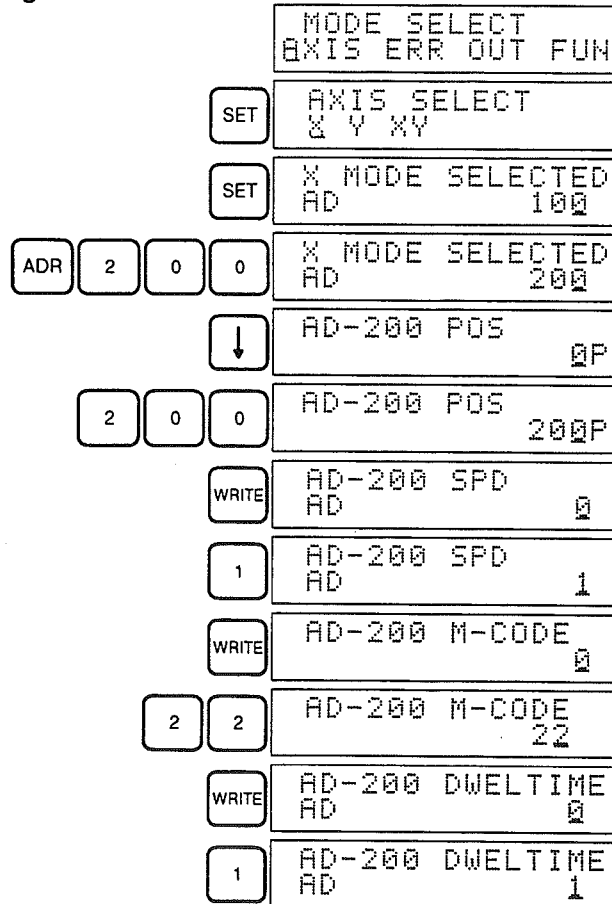 MODE SELECT
AXIS ERR OUT FUN
SET
AXIS SELECT
X Y XY
SET
X MODE SELECTED
AD 100
ADR 2 0 0
X MODE SELECTED
AD 200
↓
AD-200 POS
0P
2 0 0
AD-200 POS
200P
WRITE
AD-200 SPD
AD 0
1
AD-200 SPD
AD 1
WRITE
AD-200 M-CODE
0
2 2
AD-200 M-CODE
22
WRITE
AD-200 DWELTIME
AD 0
1
AD-200 DWELTIME
AD 1